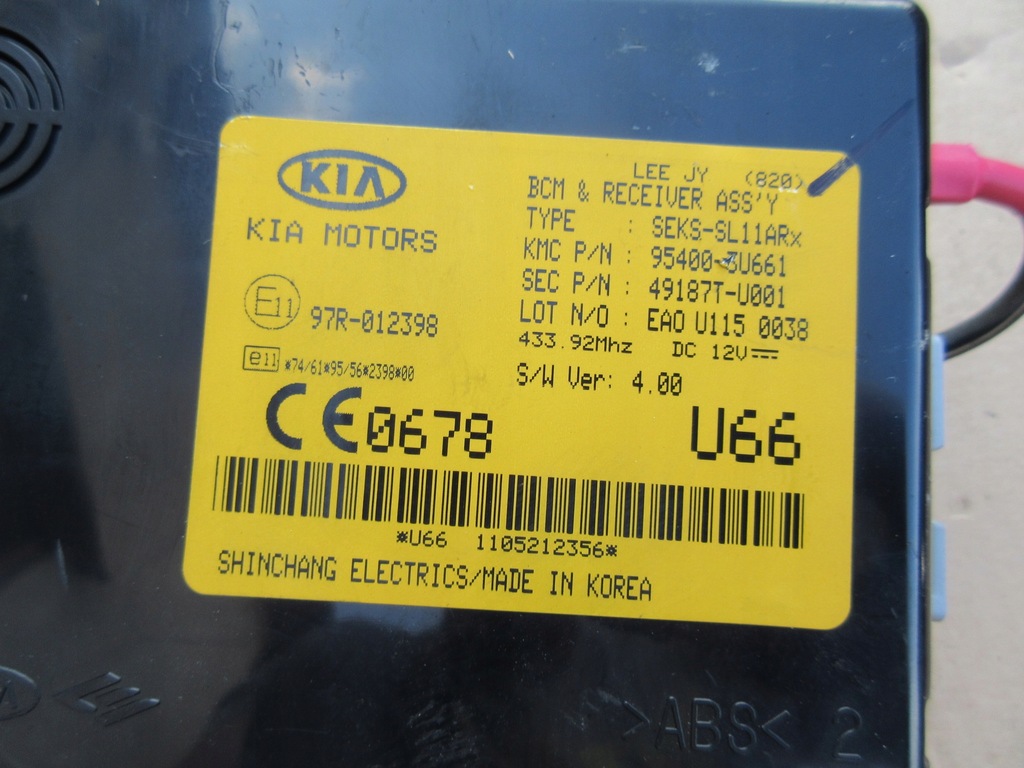 KIA
KIA MOTORS
E11 97R-012398
e11 *74/61*95/56*2398*00
CE0678
LEE JY (820)
BCM & RECEIVER ASS'Y
TYPE : SEKS-SL11ARx
KMC P/N : 95400-3U661
SEC P/N : 49187T-U001
LOT N/O : EAO U115 0038
433.92Mhz DC 12V
S/W Ver: 4.00
U66
*U66 1105212356*
SHINCHANG ELECTRICS/MADE IN KOREA
>ABS< 2